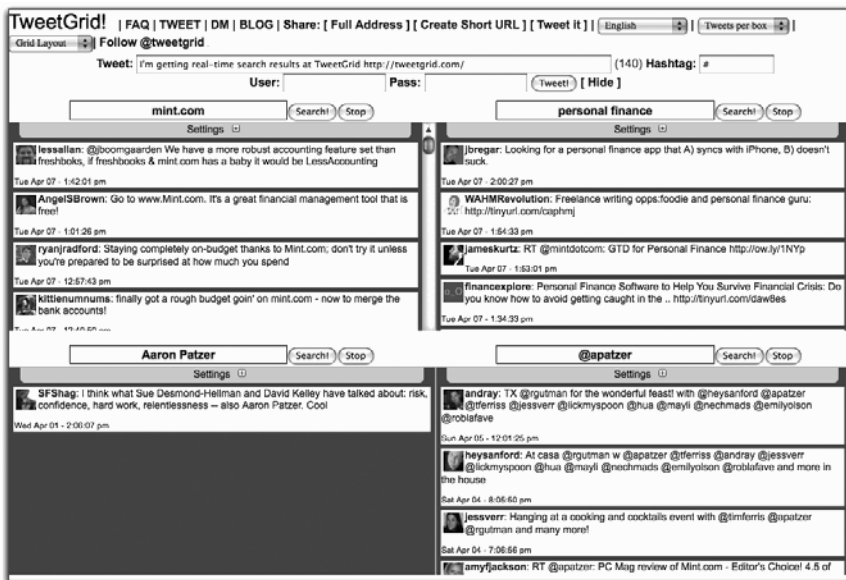 TweetGrid! | FAQ | TWEET | DM | BLOG | Share: [ Full Address ] [ Create Short URL ] [ Tweet it ] | English | Tweets per box |
Grid Layout | Follow @tweetgrid
Tweet: I'm getting real-time search results at TweetGrid http://tweetgrid.com/ (140) Hashtag: #
User: Pass: Tweet! [ Hide ]
mint.com Search! Stop
Settings
lessallan: @jboomgaarden We have a more robust accounting feature set than
freshboks, if freshbooks & mint.com has a baby it would be LessAccounting
Tue Apr 07 - 1:42:01 pm
AngelSBrown: Go to www.Mint.com. It's a great financial management tool that is
free!
Tue Apr 07 - 1:01:26 pm
ryanjradford: Staying completely on-budget thanks to Mint.com; don't try it unless
you're prepared to be surprised at how much you spend
Tue Apr 07 - 12:57:43 pm
kittienumnums: finally got a rough budget goin' on mint.com - now to merge the
bank accounts!
Tue Apr 07 - 12:40:50 pm
personal finance Search! Stop
Settings
jbregar: Looking for a personal finance app that A) syncs with iPhone, B) doesn't
suck.
Tue Apr 07 - 2:00:27 pm
WAHMRevolution: Freelance writing opps:foodie and personal finance guru:
http://tinyurl.com/caphmj
Tue Apr 07 - 1:54:33 pm
jameskurtz: RT @mintdotcom: GTD for Personal Finance http://ow.ly/1NYp
Tue Apr 07 - 1:53:01 pm
financexplore: Personal Finance Software to Help You Survive Financial Crisis: Do
you know how to avoid getting caught in the .. http://tinyurl.com/daw8es
Tue Apr 07 - 1:34:33 pm
Aaron Patzer Search! Stop
Settings
SFShag: I think what Sue Desmond-Hellman and David Kelley have talked about: risk,
confidence, hard work, relentlessness -- also Aaron Patzer. Cool
Wed Apr 01 - 2:06:07 pm
@apatzer Search! Stop
Settings
andray: TX @rgutman for the wonderful feast! with @heysanford @apatzer
@tferriss @jessverr @lickmyspoon @hua @mayli @nechmads @emilyolson
@roblafave
Sun Apr 05 - 12:01:25 pm
heysanford: At casa @rgutman w @apatzer @tferriss @andray @jessverr
@lickmyspoon @hua @mayli @nechmads @emilyolson @roblafave and more in
the house
Sat Apr 04 - 8:06:50 pm
jessverr: Hanging at a cooking and cocktails event with @timferris @apatzer
@rgutman and many more!
Sat Apr 04 - 7:06:56 pm
amyfjackson: RT @apatzer: PC Mag review of Mint.com - Editor's Choice! 4.5 of